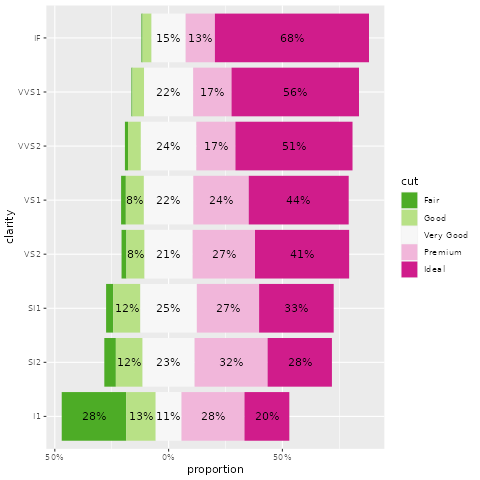 IF 15% 13% 68%
VVS1 22% 17% 56%
VVS2 24% 17% 51%
VS1 8% 22% 24% 44%
VS2 8% 21% 27% 41%
SI1 12% 25% 27% 33%
SI2 12% 23% 32% 28%
I1 28% 13% 11% 28% 20%
50% 0% 50%
proportion
clarity
cut
Fair
Good
Very Good
Premium
Ideal